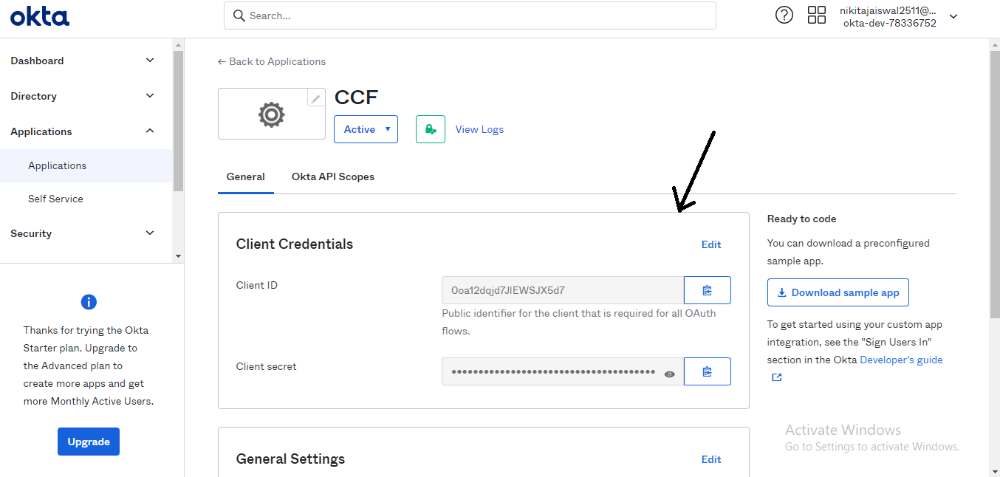 okta
Search...
nikitajaiswal2511@...
okta-dev-78336752
Dashboard
Directory
Applications
Applications
Self Service
Security
Thanks for trying the Okta
Starter plan. Upgrade to
the Advanced plan to
create more apps and get
more Monthly Active Users.
Upgrade
← Back to Applications
CCF
Active
View Logs
General
Okta API Scopes
Client Credentials
Edit
Client ID
0oa12dqjd7JIEWSJX5d7
Public identifier for the client that is required for all OAuth
flows.
Client secret
••••••••••••••••••••••••••••••••••••••••
General Settings
Edit
Ready to code
You can download a preconfigured
sample app.
Download sample app
To get started using your custom app
integration, see the "Sign Users In"
section in the Okta Developer's guide
Activate Windows
Go to Settings to activate Windows.